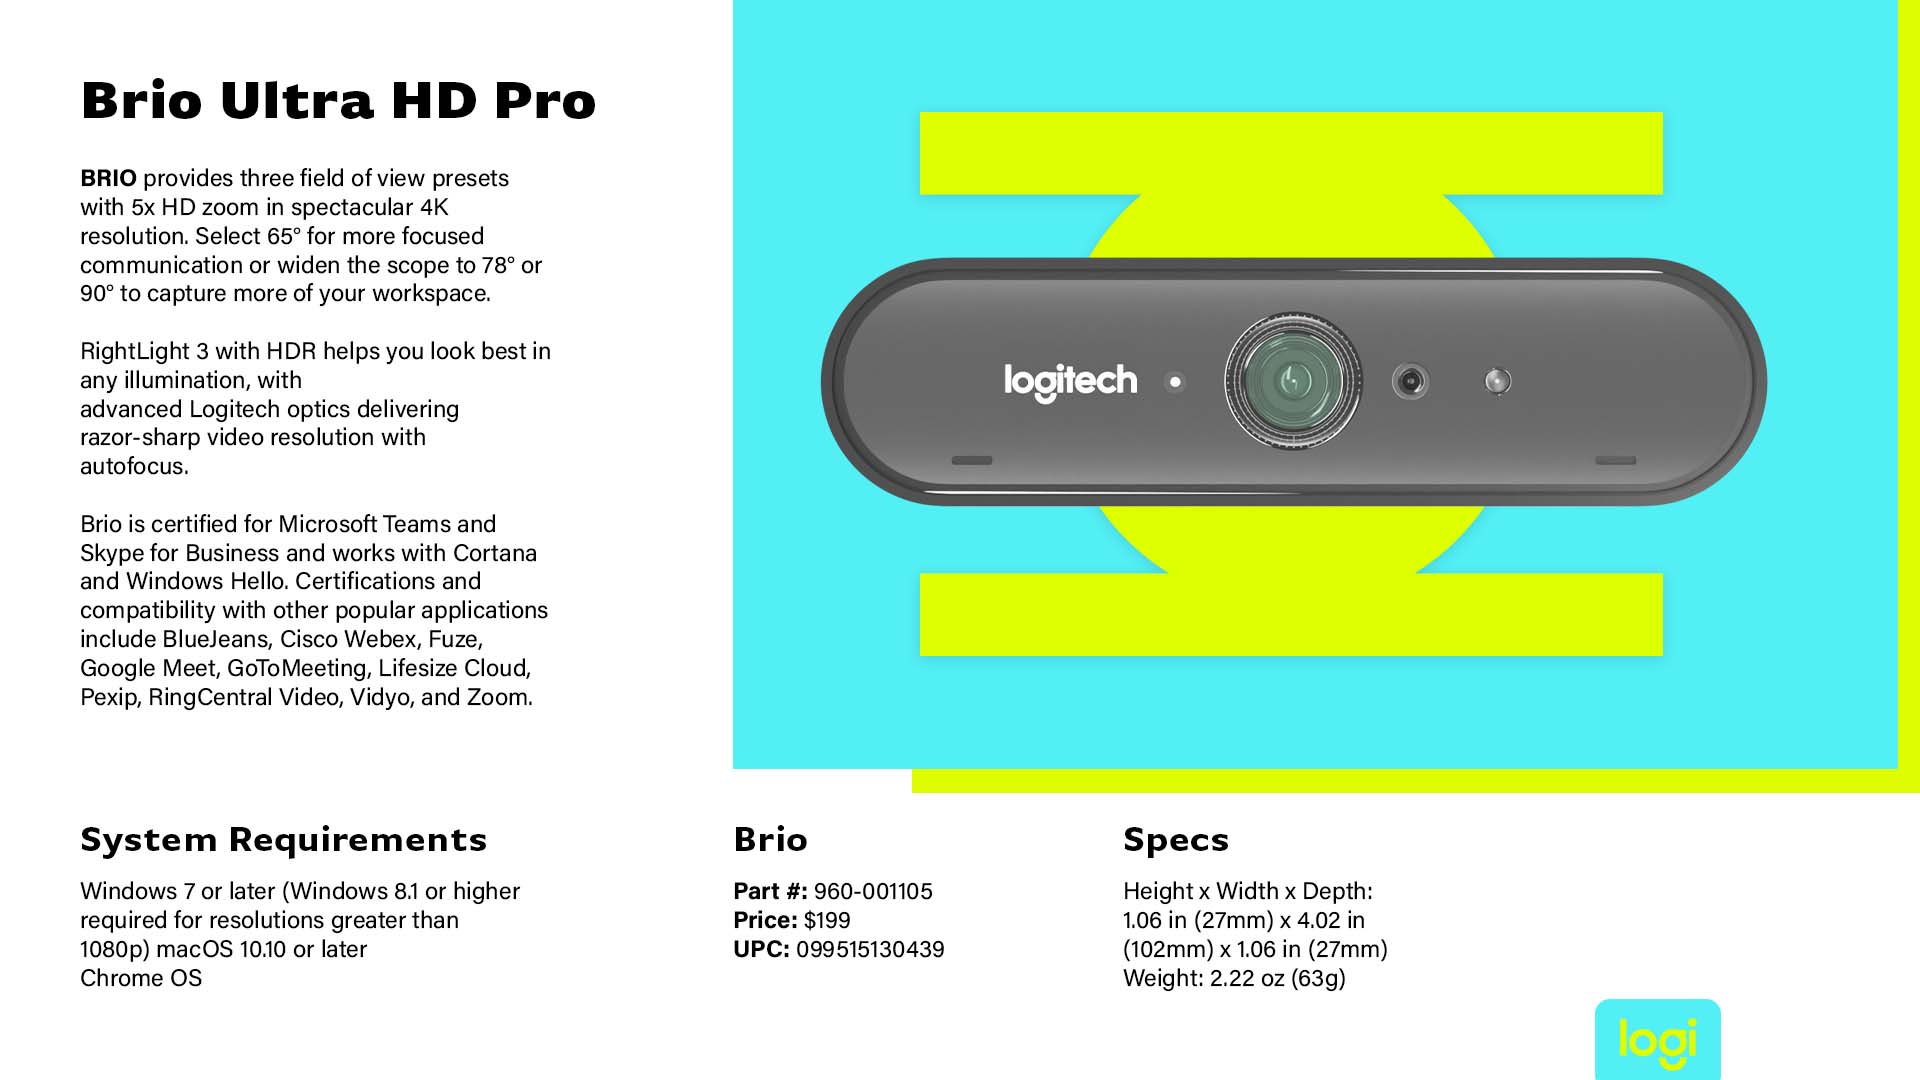 Brio Ultra HD Pro
BRIO provides three field of view presets
with 5x HD zoom in spectacular 4K
resolution. Select 65° for more focused
communication or widen the scope to 78° or
90° to capture more of your workspace.
RightLight 3 with HDR helps you look best in
any illumination, with
advanced Logitech optics delivering
razor-sharp video resolution with
autofocus.
Brio is certified for Microsoft Teams and
Skype for Business and works with Cortana
and Windows Hello. Certifications and
compatibility with other popular applications
include BlueJeans, Cisco Webex, Fuze,
Google Meet, GoToMeeting, Lifesize Cloud,
Pexip, RingCentral Video, Vidyo, and Zoom.
logitech
System Requirements
Windows 7 or later (Windows 8.1 or higher
required for resolutions greater than
1080p) macOS 10.10 or later
Chrome OS
Brio
Part #: 960-001105
Price: $199
UPC: 099515130439
Specs
Height x Width x Depth:
1.06 in (27mm) x 4.02 in
(102mm) x 1.06 in (27mm)
Weight: 2.22 oz (63g)
logi